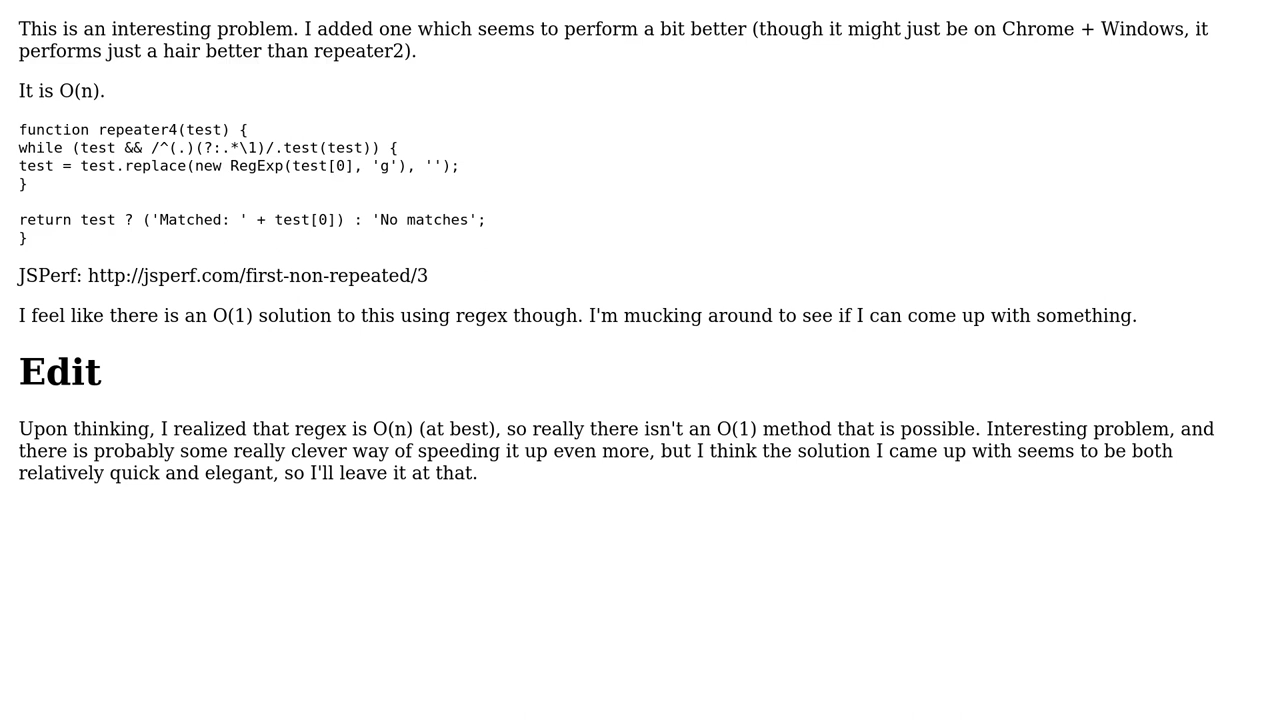 This is an interesting problem. I added one which seems to perform a bit better (though it might just be on Chrome + Windows, it
performs just a hair better than repeater2).
It is O(n).
function repeater4(test) {
while (test && /^(.)(?:.*\1)/.test(test)) {
test = test.replace(new RegExp(test[0], 'g'), '');
}
return test ? ('Matched: ' + test[0]) : 'No matches';
}
JSPerf: http://jsperf.com/first-non-repeated/3
I feel like there is an O(1) solution to this using regex though. I'm mucking around to see if I can come up with something.
Edit
Upon thinking, I realized that regex is O(n) (at best), so really there isn't an O(1) method that is possible. Interesting problem, and
there is probably some really clever way of speeding it up even more, but I think the solution I came up with seems to be both
relatively quick and elegant, so I'll leave it at that.